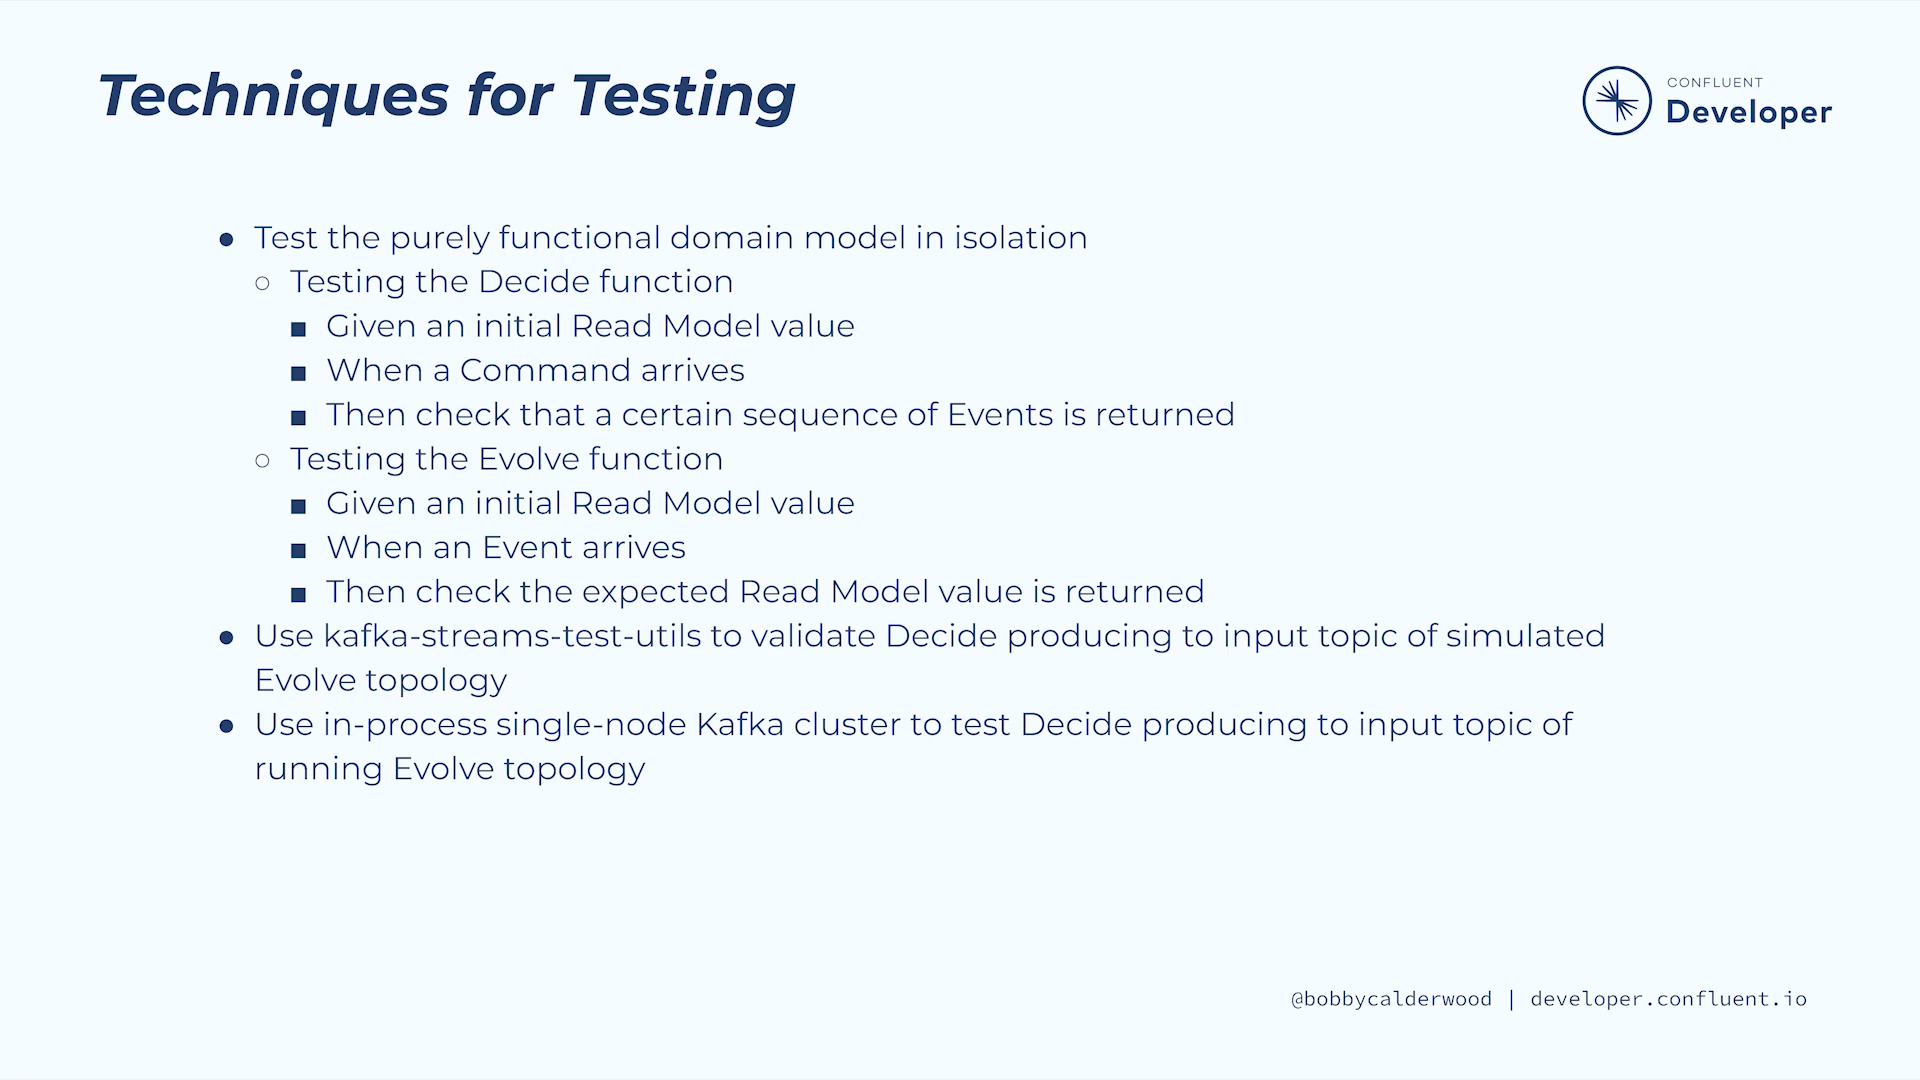 Techniques for Testing
CONFLUENT
Developer
● Test the purely functional domain model in isolation
○ Testing the Decide function
■ Given an initial Read Model value
■ When a Command arrives
■ Then check that a certain sequence of Events is returned
○ Testing the Evolve function
■ Given an initial Read Model value
■ When an Event arrives
■ Then check the expected Read Model value is returned
● Use kafka-streams-test-utils to validate Decide producing to input topic of simulated
Evolve topology
● Use in-process single-node Kafka cluster to test Decide producing to input topic of
running Evolve topology
@bobbycalderwood | developer.confluent.io